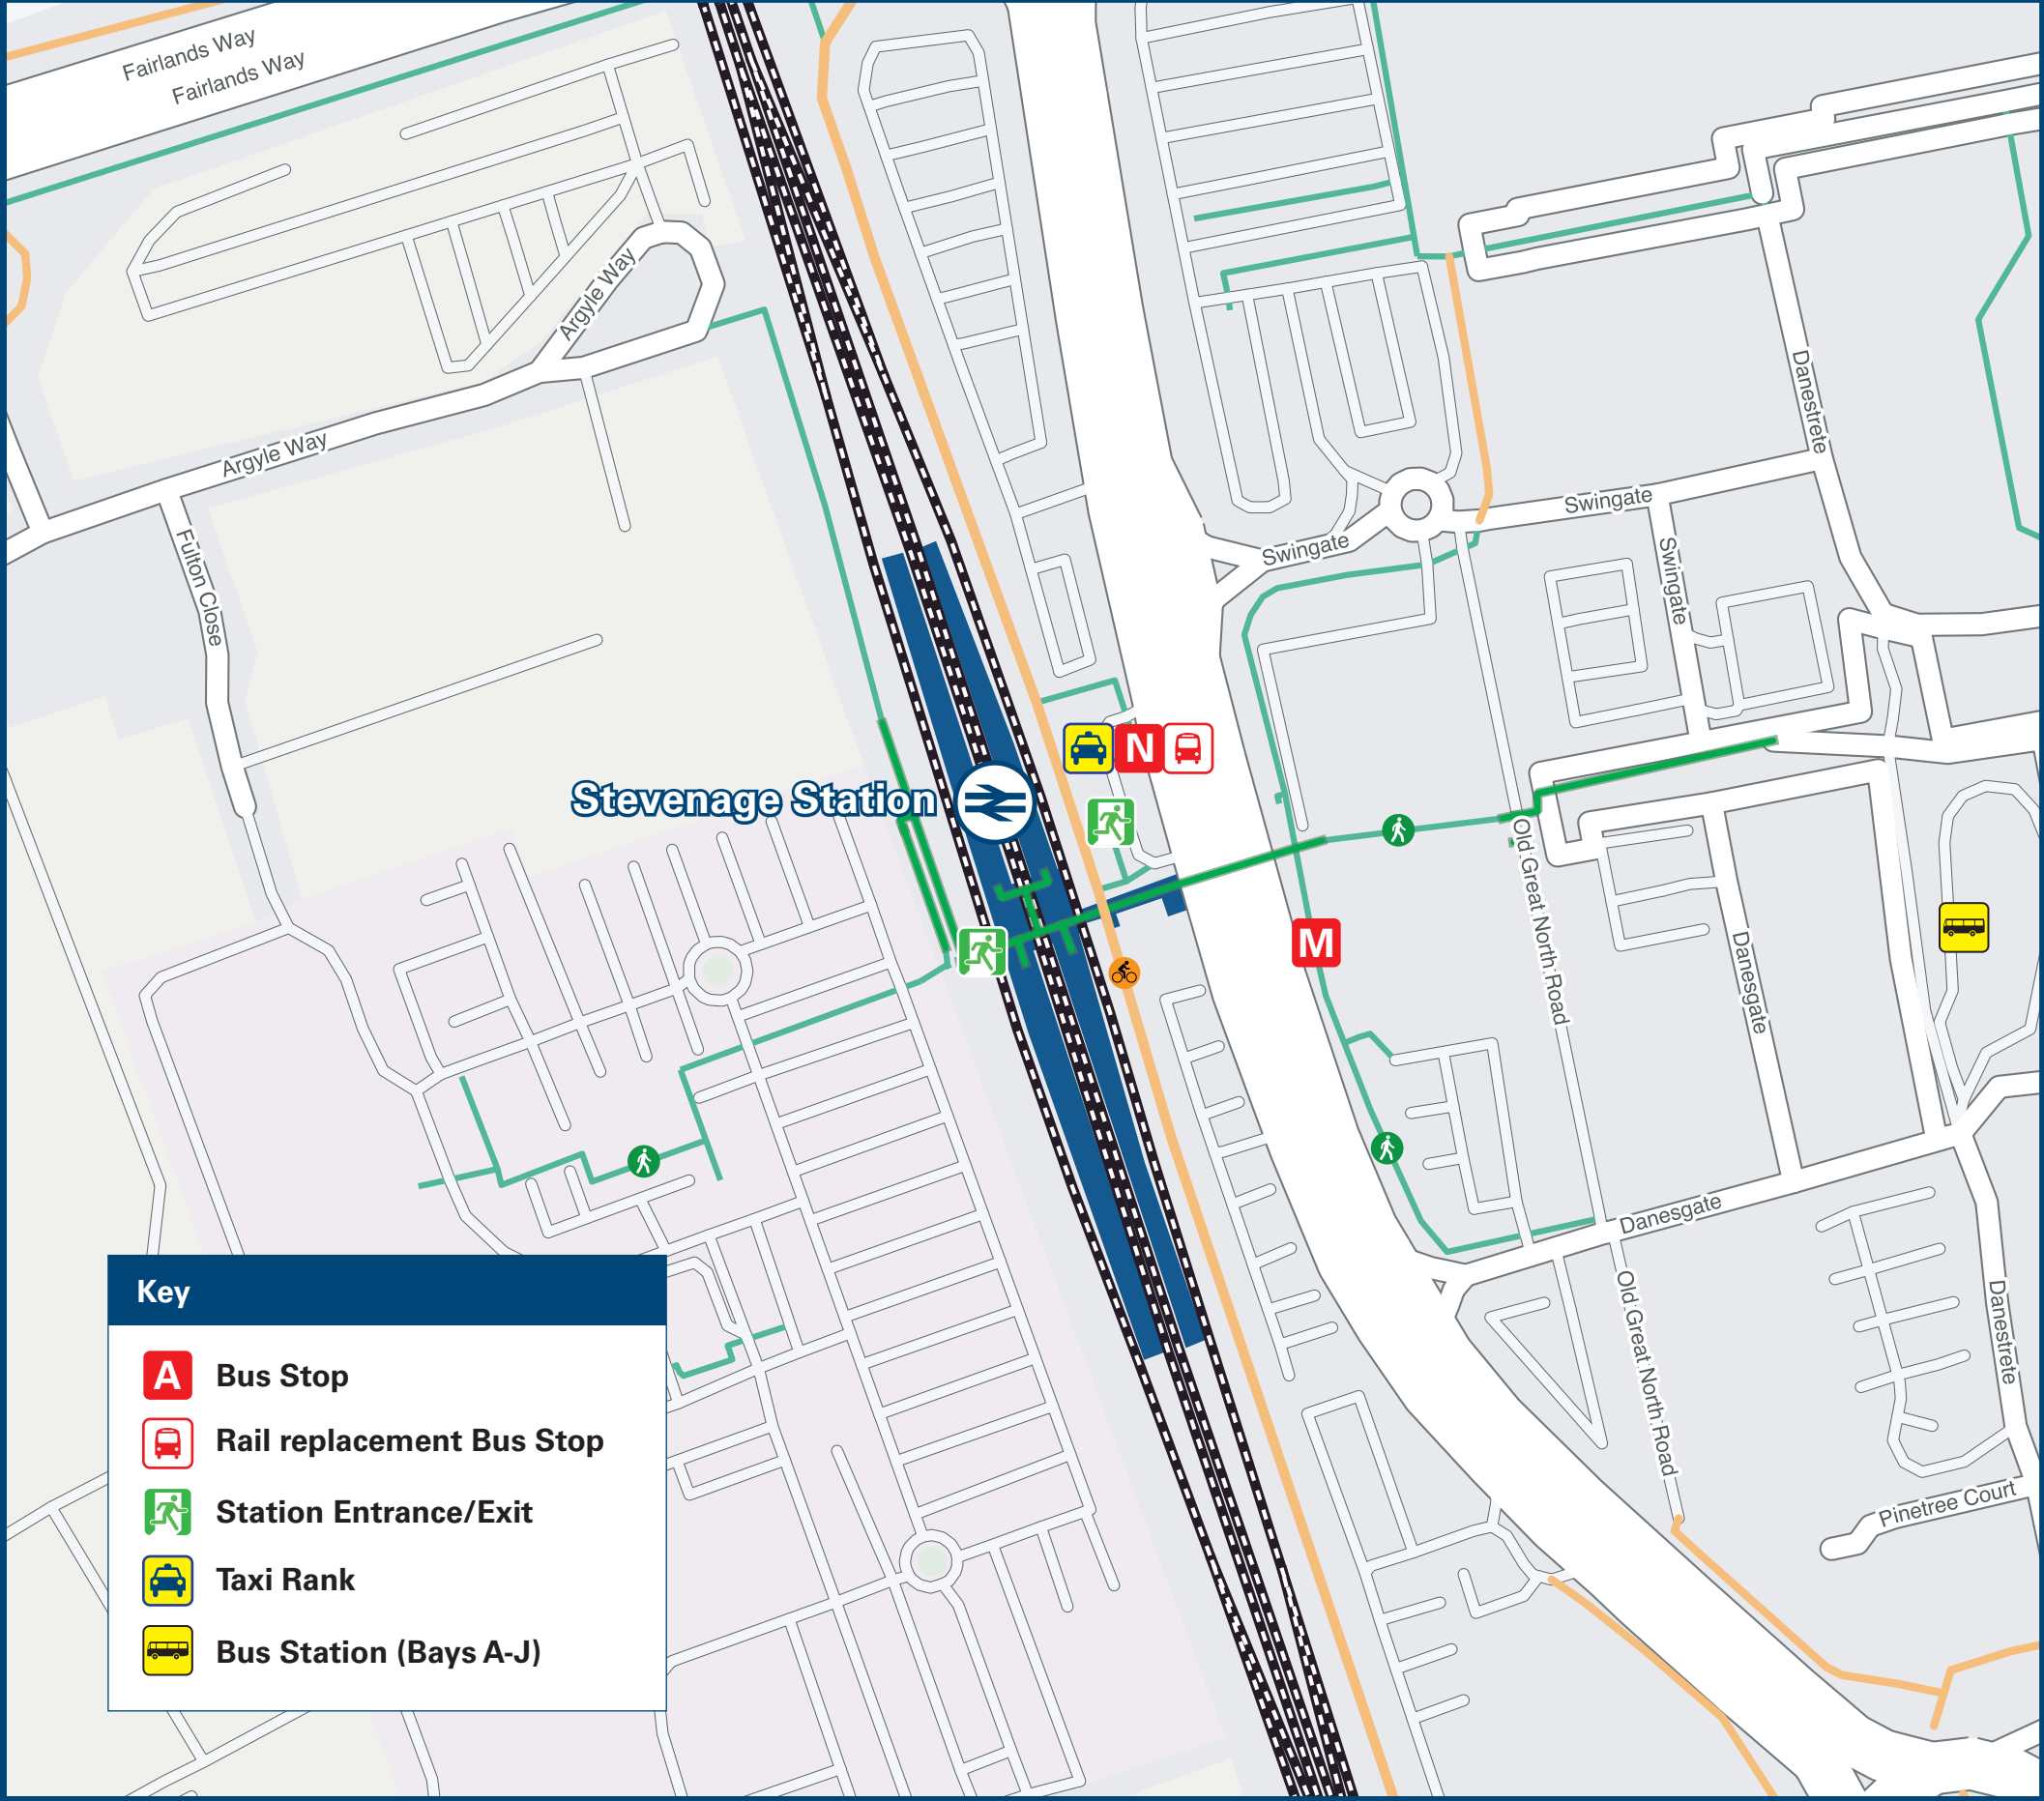 Fairlands Way
Fairlands Way
Argyle Way
Argyle Way
Fulton Close
Danestrete
Swingate
Swingate
Swingate
N
Stevenage Station
Old Great North Road
M
Danesgate
Danesgate
Old Great North Road
Danestrete
Pinetree Court
Key
A Bus Stop
Rail replacement Bus Stop
Station Entrance/Exit
Taxi Rank
Bus Station (Bays A-J)